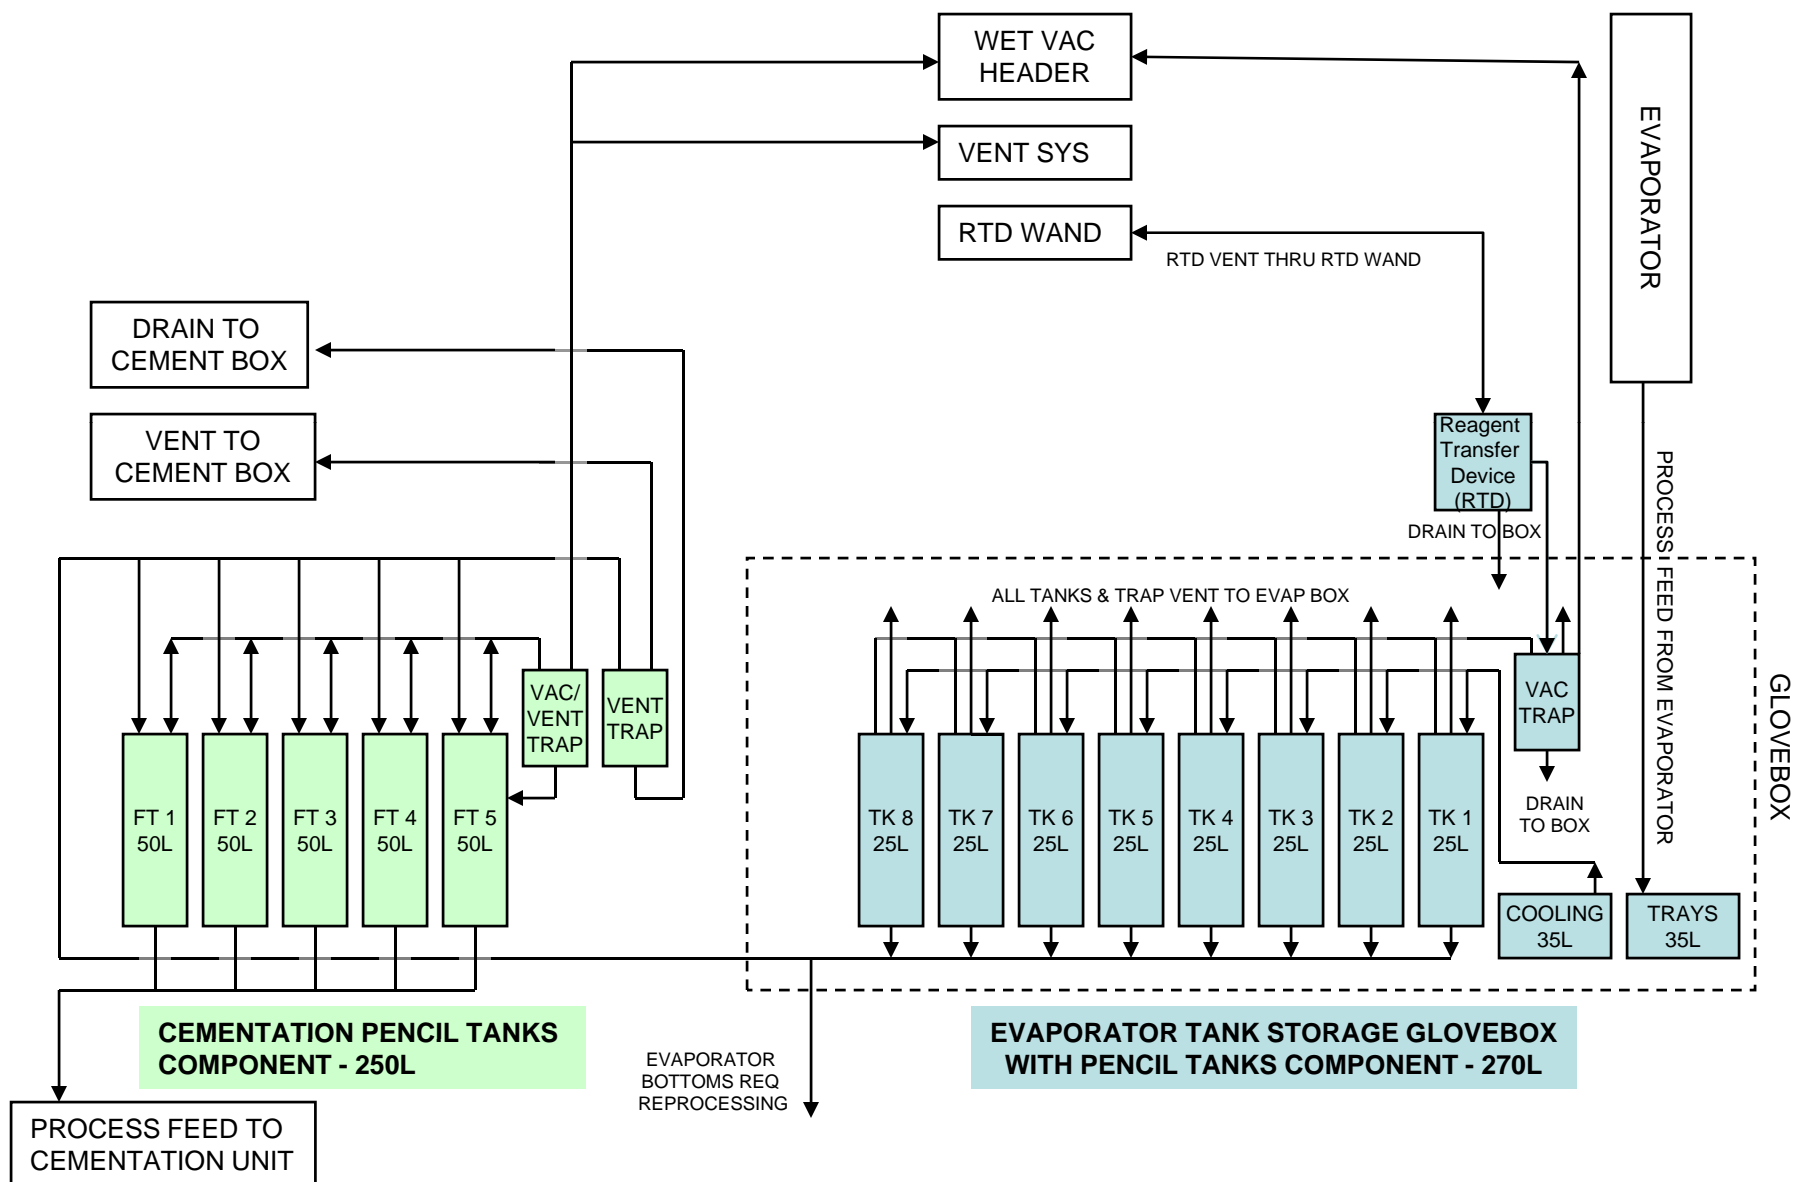 WET VAC
HEADER
VENT SYS
RTD WAND
RTD VENT THRU RTD WAND
EVAPORATOR
DRAIN TO
CEMENT BOX
VENT TO
CEMENT BOX
Reagent
Transfer
Device
(RTD)
DRAIN TO BOX
PROCESS FEED FROM EVAPORATOR
ALL TANKS & TRAP VENT TO EVAP BOX
GLOVEBOX
VAC/
VENT
TRAP
VENT
TRAP
VAC
TRAP
FT 1
50L
FT 2
50L
FT 3
50L
FT 4
50L
FT 5
50L
TK 8
25L
TK 7
25L
TK 6
25L
TK 5
25L
TK 4
25L
TK 3
25L
TK 2
25L
TK 1
25L
DRAIN
TO BOX
COOLING
35L
TRAYS
35L
CEMENTATION PENCIL TANKS
COMPONENT - 250L
EVAPORATOR
BOTTOMS REQ
REPROCESSING
EVAPORATOR TANK STORAGE GLOVEBOX
WITH PENCIL TANKS COMPONENT - 270L
PROCESS FEED TO
CEMENTATION UNIT